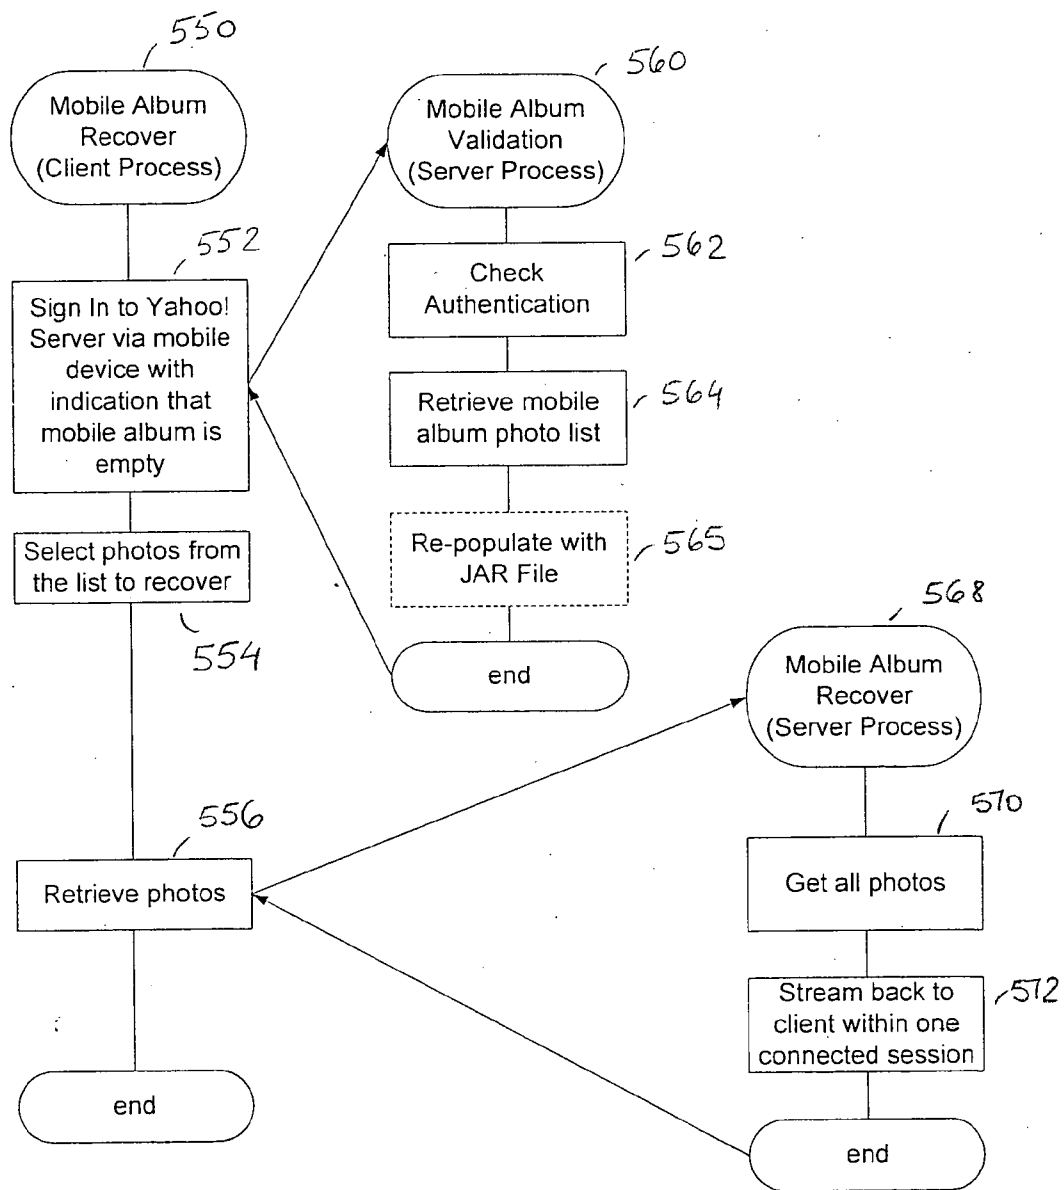 550
Mobile Album
Recover
(Client Process)
552
Sign In to Yahoo!
Server via mobile
device with
indication that
mobile album is
empty
Select photos from
the list to recover
554
556
Retrieve photos
end
560
Mobile Album
Validation
(Server Process)
562
Check
Authentication
564
Retrieve mobile
album photo list
565
Re-populate with
JAR File
end
568
Mobile Album
Recover
(Server Process)
570
Get all photos
572
Stream back to
client within one
connected session
end